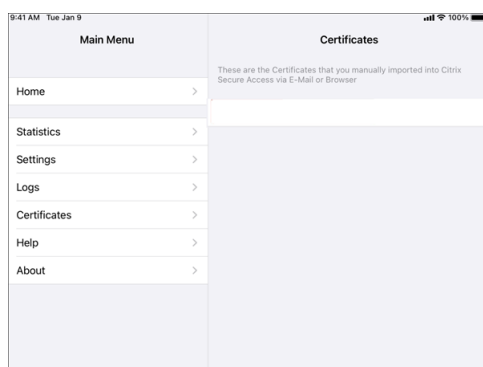 9:41 AM Tue Jan 9
100%
Main Menu
Certificates
These are the Certificates that you manually imported into Citrix
Secure Access via E-Mail or Browser
Home
Statistics
Settings
Logs
Certificates
Help
About